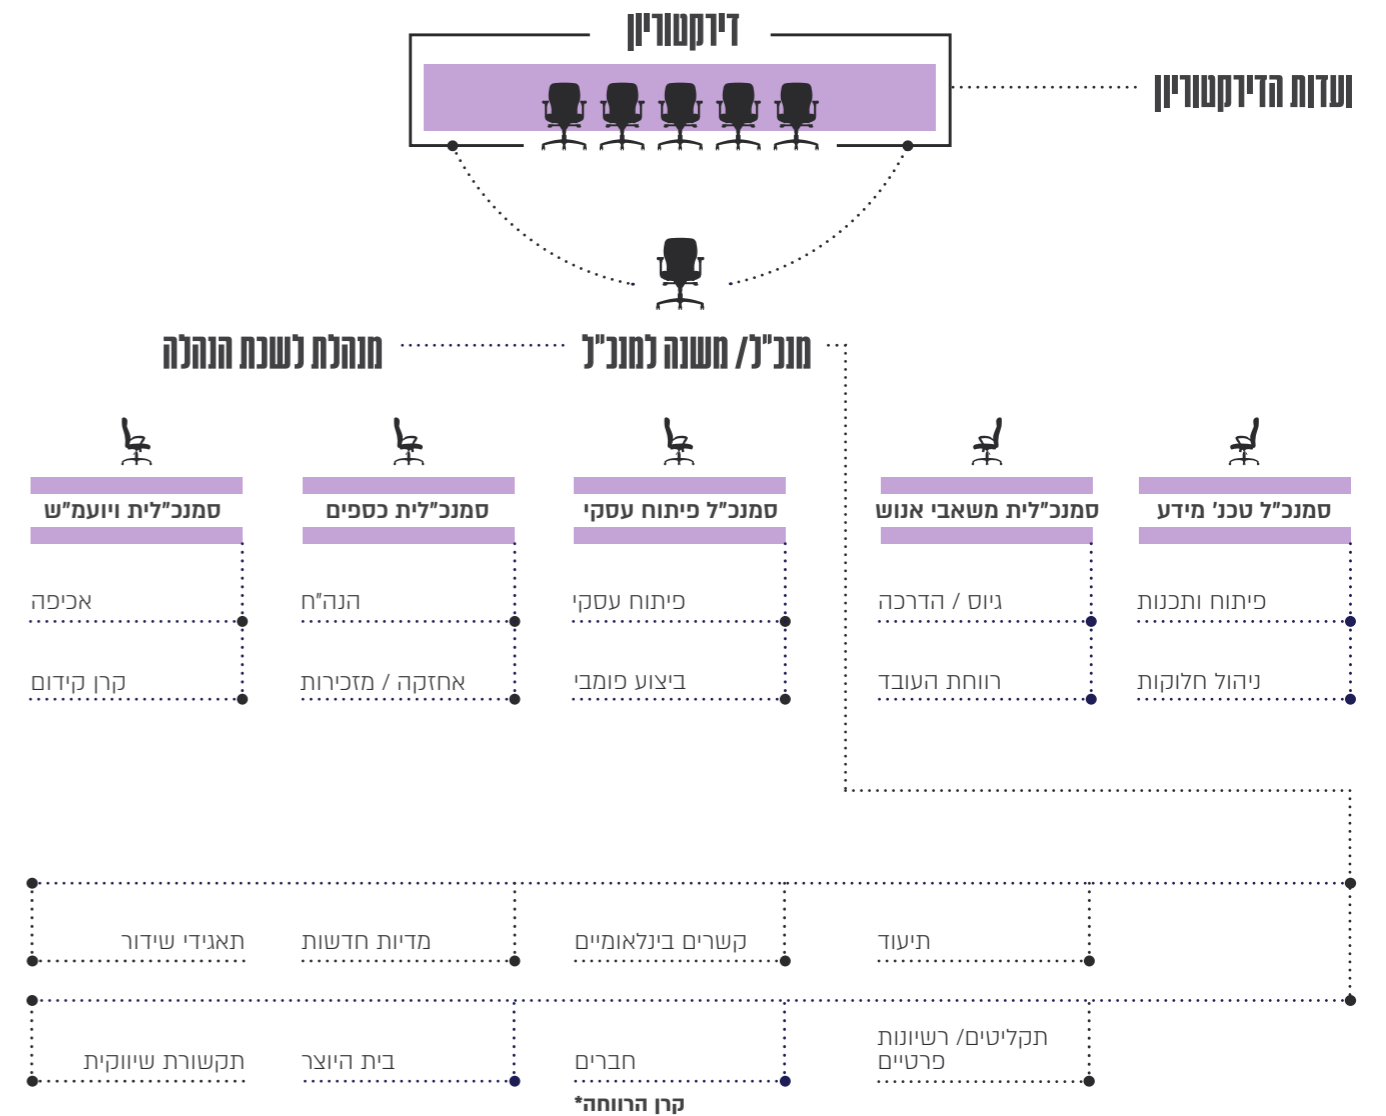 דירקטוריון
ועדות הדירקטוריון
מנכ"ל/ משנה למנכ"ל
מנהלת לשכת הנהלה
סמנכ"ל טכנ' מידע
סמנכ"לית משאבי אנוש
סמנכ"ל פיתוח עסקי
סמנכ"לית כספים
סמנכ"לית ויועמ"ש
פיתוח ותכנות
גיוס / הדרכה
פיתוח עסקי
הנה"ח
אכיפה
ניהול חלוקות
רווחת העובד
ביצוע פומבי
אחזקה / מזכירות
קרן קידום
תיעוד
קשרים בינלאומיים
מדיות חדשות
תאגידי שידור
תקליטים/ רשיונות
פרטיים
חברים
בית היוצר
תקשורת שיווקית
קרן הרווחה*